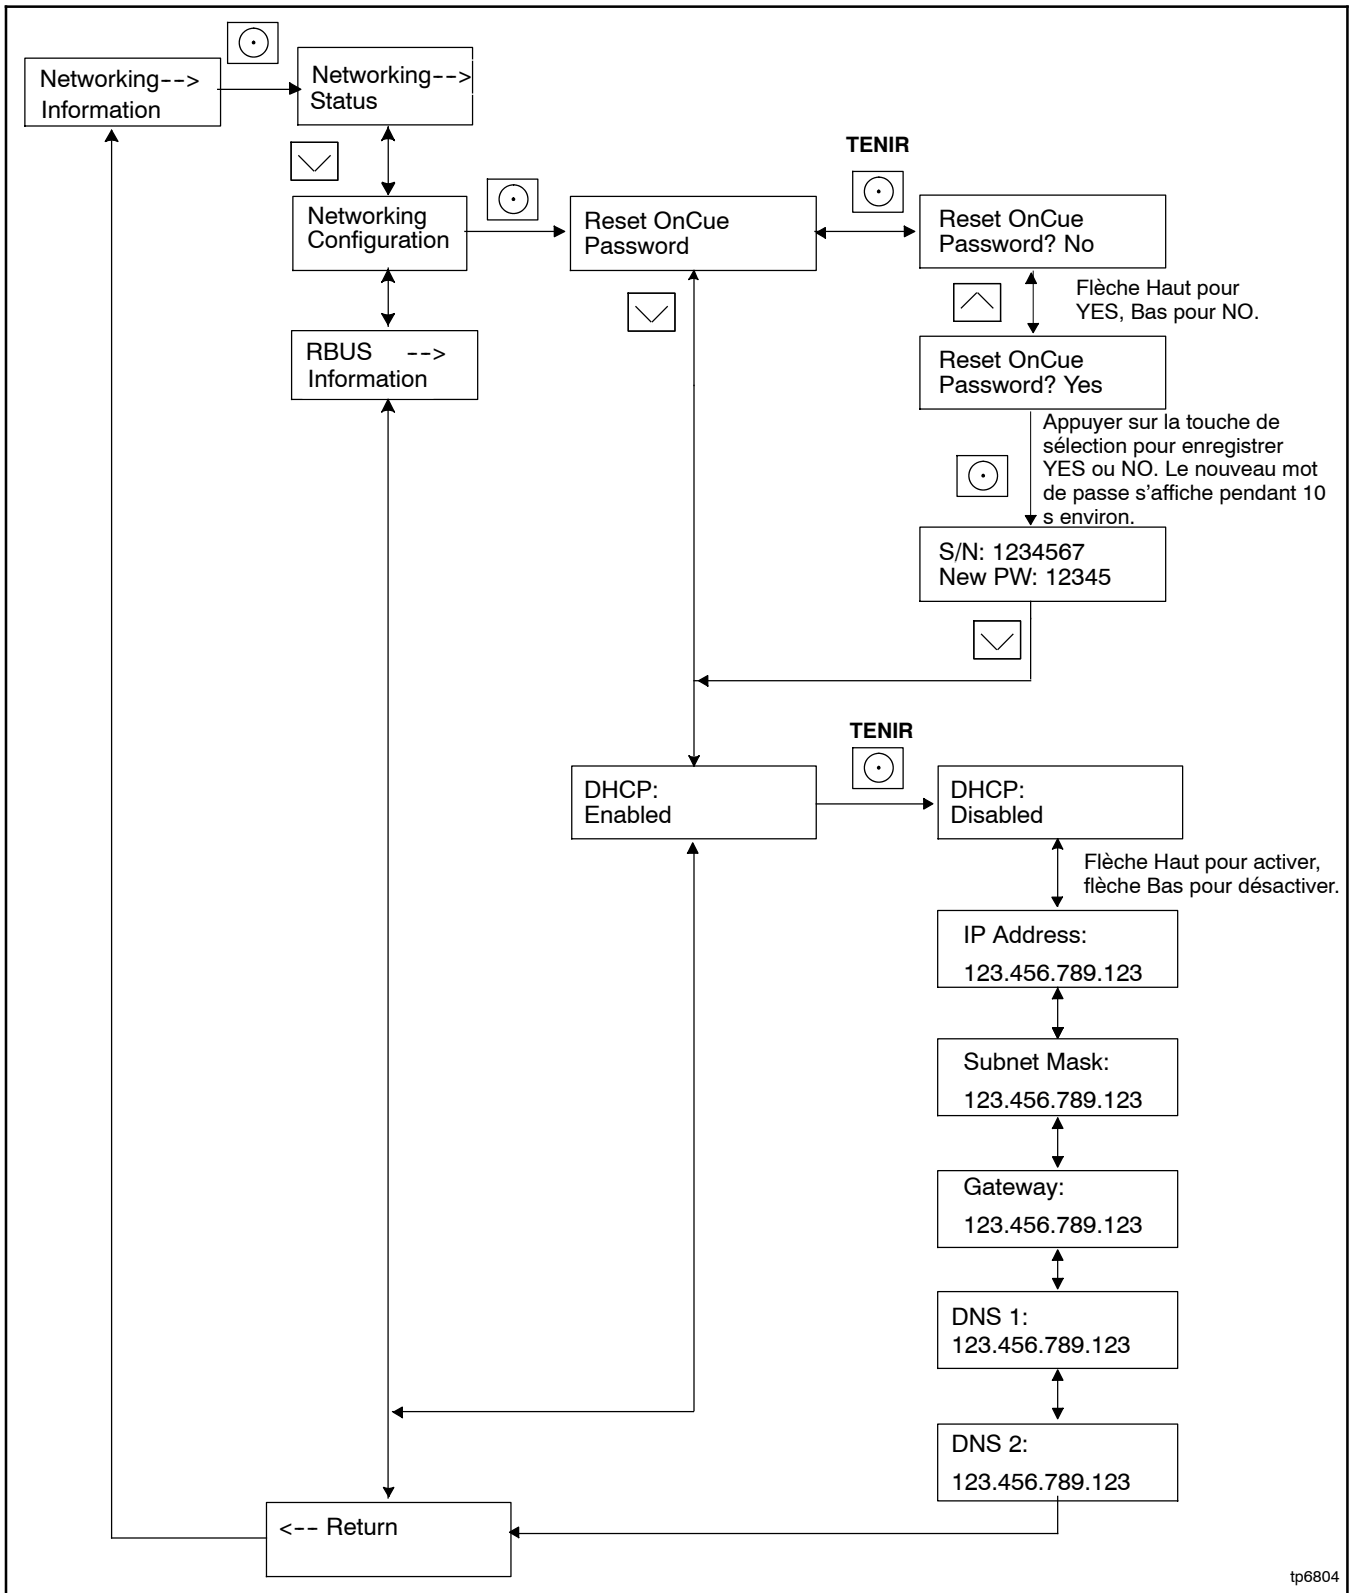 Networking-->
Information
Networking-->
Status
Networking
Configuration
RBUS -->
Information
Reset OnCue
Password
TENIR
Reset OnCue
Password? No
Flèche Haut pour
YES, Bas pour NO.
Reset OnCue
Password? Yes
Appuyer sur la touche de
sélection pour enregistrer
YES ou NO. Le nouveau mot
de passe s’affiche pendant 10
s environ.
S/N: 1234567
New PW: 12345
DHCP:
Enabled
TENIR
DHCP:
Disabled
Flèche Haut pour activer,
flèche Bas pour désactiver.
IP Address:
123.456.789.123
Subnet Mask:
123.456.789.123
Gateway:
123.456.789.123
DNS 1:
123.456.789.123
DNS 2:
123.456.789.123
<-- Return
tp6804